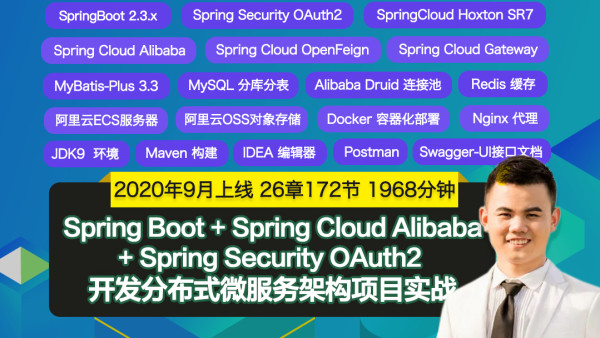 SpringBoot 2.3.x Spring Security OAuth2 SpringCloud Hoxton SR7
Spring Cloud Alibaba Spring Cloud OpenFeign Spring Cloud Gateway
MyBatis-Plus 3.3 MySQL 分库分表 Alibaba Druid 连接池 Redis 缓存
阿里云ECS服务器 阿里云OSS对象存储 Docker 容器化部署 Nginx 代理
JDK9 环境 Maven 构建 IDEA 编辑器 Postman Swagger-UI接口文档
2020年9月上线 26章172节 1968分钟
Spring Boot + Spring Cloud Alibaba
+ Spring Security OAuth2
开发分布式微服务架构项目实战